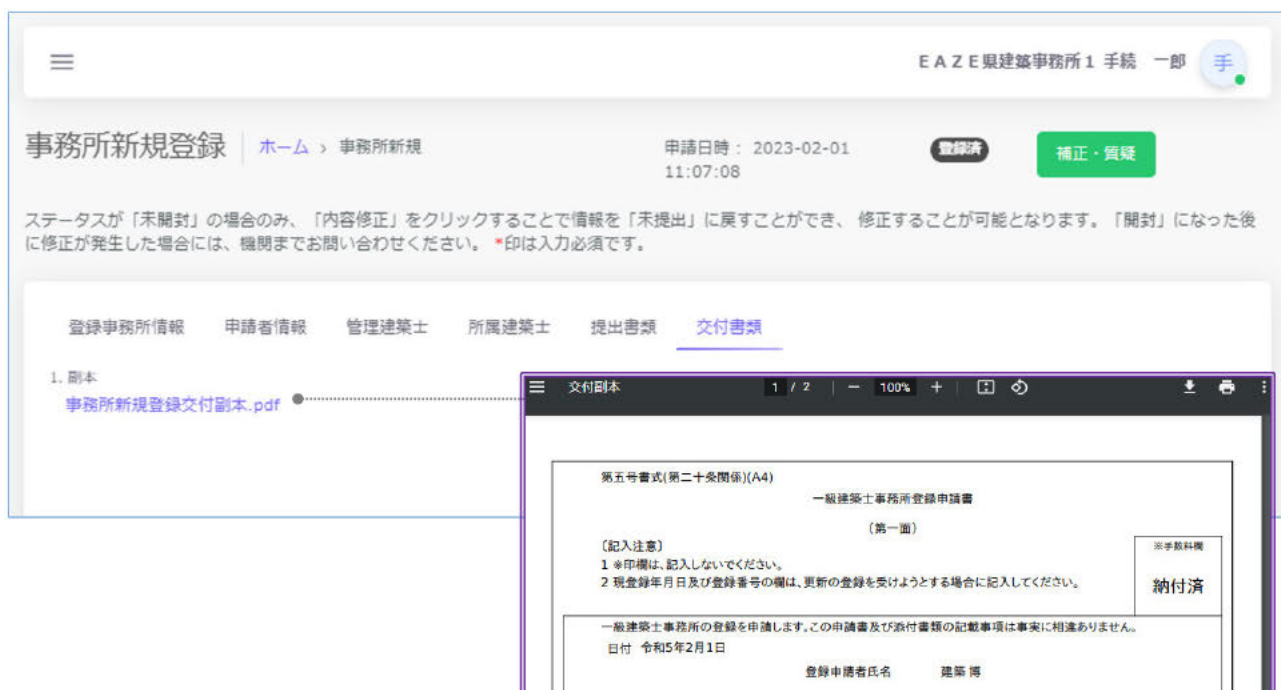 EAZE県建築事務所1 手続 一郎 手
事務所新規登録 ホーム › 事務所新規
申請日時： 2023-02-01
11:07:08
登録済
補正・質疑
ステータスが「未開封」の場合のみ、「内容修正」をクリックすることで情報を「未提出」に戻すことができ、 修正することが可能となります。「開封」になった後
に修正が発生した場合には、機関までお問い合わせください。 *印は入力必須です。
登録事務所情報 申請者情報 管理建築士 所属建築士 提出書類 交付書類
1. 副本
事務所新規登録交付副本.pdf
交付副本 1 / 2 | − 100% + |
第五号書式(第二十条関係)(A4)
一級建築士事務所登録申請書
（第一面）
〔記入注意〕
※手数料欄
1 ※印欄は、記入しないでください。
2 現登録年月日及び登録番号の欄は、更新の登録を受けようとする場合に記入してください。
納付済
一級建築士事務所の登録を申請します。この申請書及び添付書類の記載事項は事実に相違ありません。
日付 令和5年2月1日
登録申請者氏名 建築 博